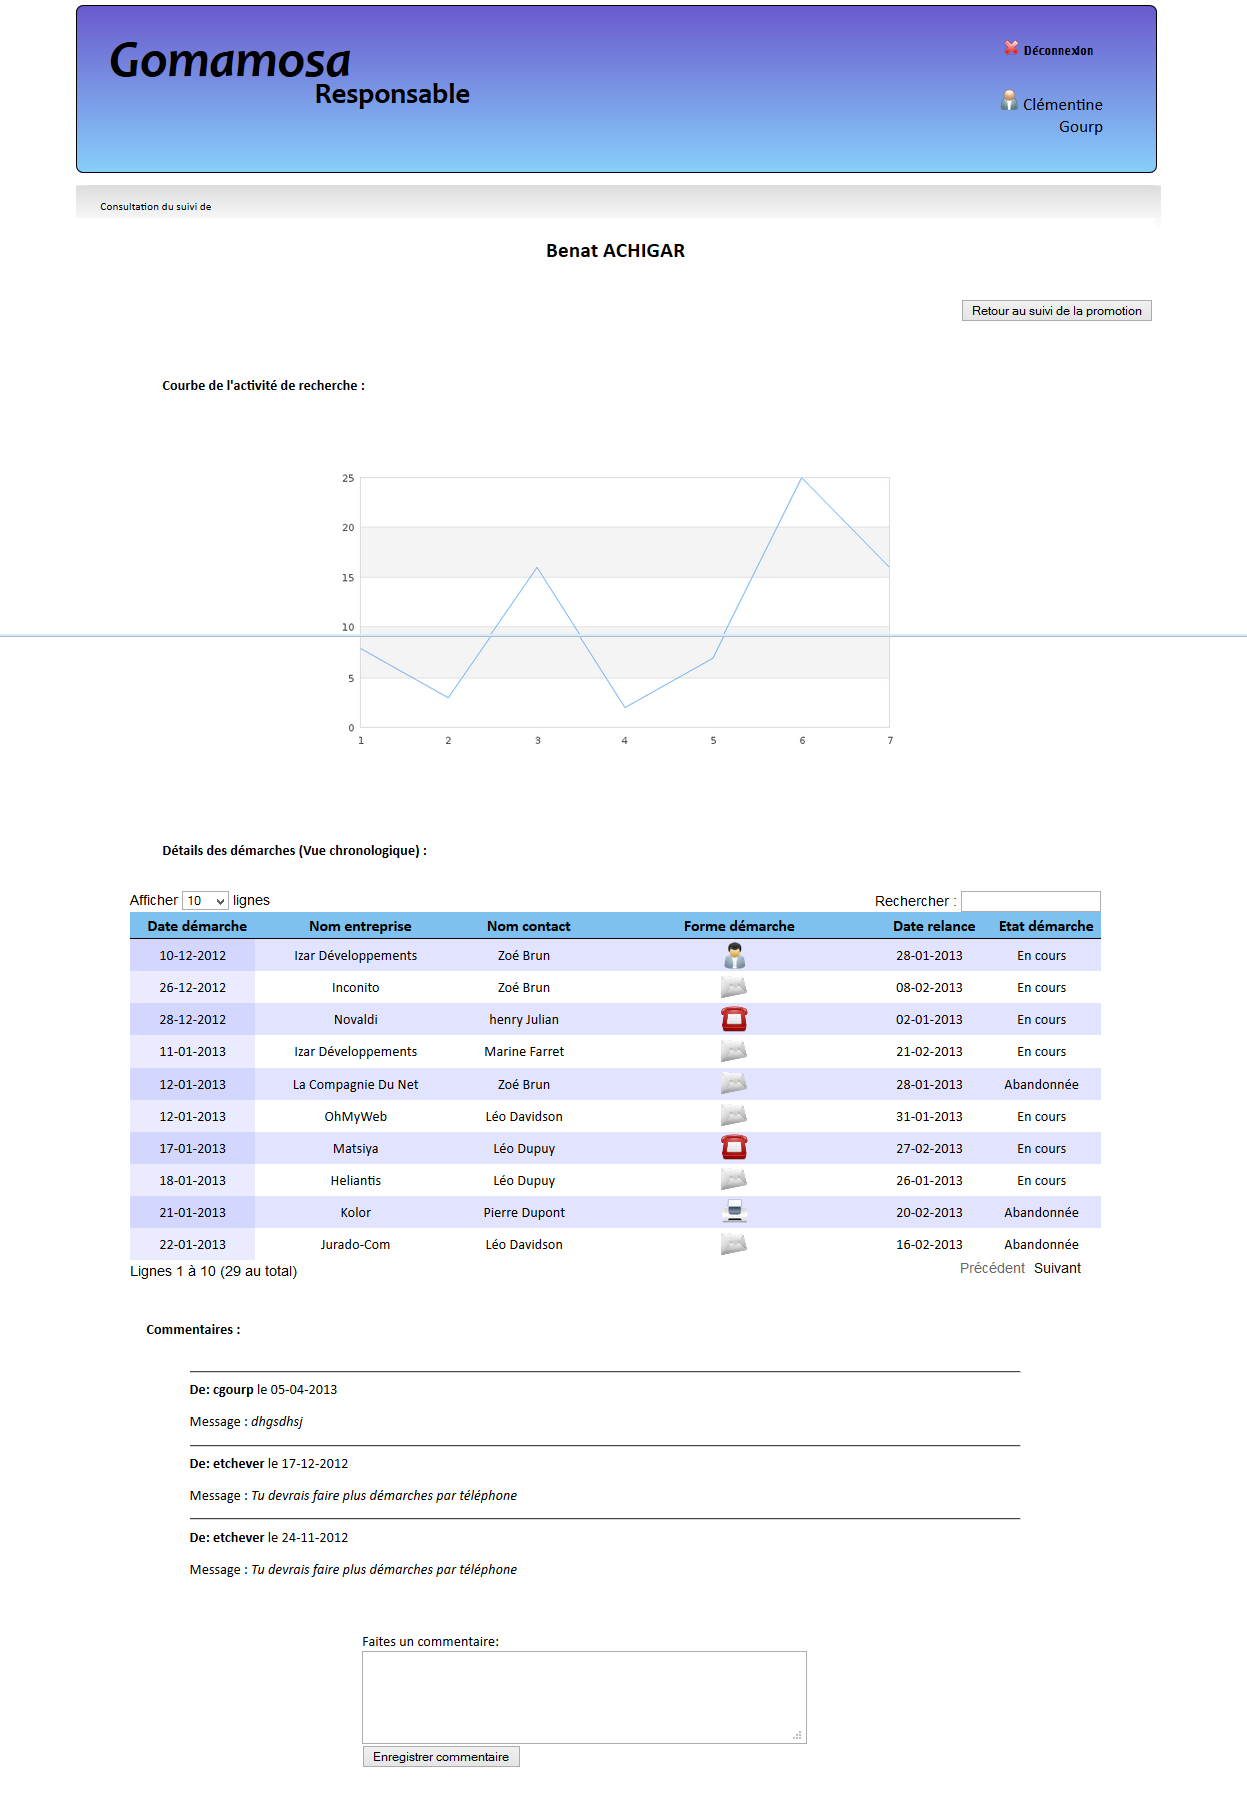 Gomamosa
Responsable
Déconnexion
Clémentine
Gourp
Consultation du suivi de
Benat ACHIGAR
Retour au suivi de la promotion
Courbe de l'activité de recherche :
25
20
15
10
5
0
1 2 3 4 5 6 7
Détails des démarches (Vue chronologique) :
Afficher 10 lignes Rechercher :
Date démarche Nom entreprise Nom contact Forme démarche Date relance Etat démarche
10-12-2012 Izar Développements Zoé Brun 28-01-2013 En cours
26-12-2012 Inconito Zoé Brun 08-02-2013 En cours
28-12-2012 Novaldi henry Julian 02-01-2013 En cours
11-01-2013 Izar Développements Marine Farret 21-02-2013 En cours
12-01-2013 La Compagnie Du Net Zoé Brun 28-01-2013 Abandonnée
12-01-2013 OhMyWeb Léo Davidson 31-01-2013 En cours
17-01-2013 Matsiya Léo Dupuy 27-02-2013 En cours
18-01-2013 Heliantis Léo Dupuy 26-01-2013 En cours
21-01-2013 Kolor Pierre Dupont 20-02-2013 Abandonnée
22-01-2013 Jurado-Com Léo Davidson 16-02-2013 Abandonnée
Lignes 1 à 10 (29 au total) Précédent Suivant
Commentaires :
De: cgourp le 05-04-2013
Message : dhgsdhsj
De: etchever le 17-12-2012
Message : Tu devrais faire plus démarches par téléphone
De: etchever le 24-11-2012
Message : Tu devrais faire plus démarches par téléphone
Faites un commentaire:
Enregistrer commentaire